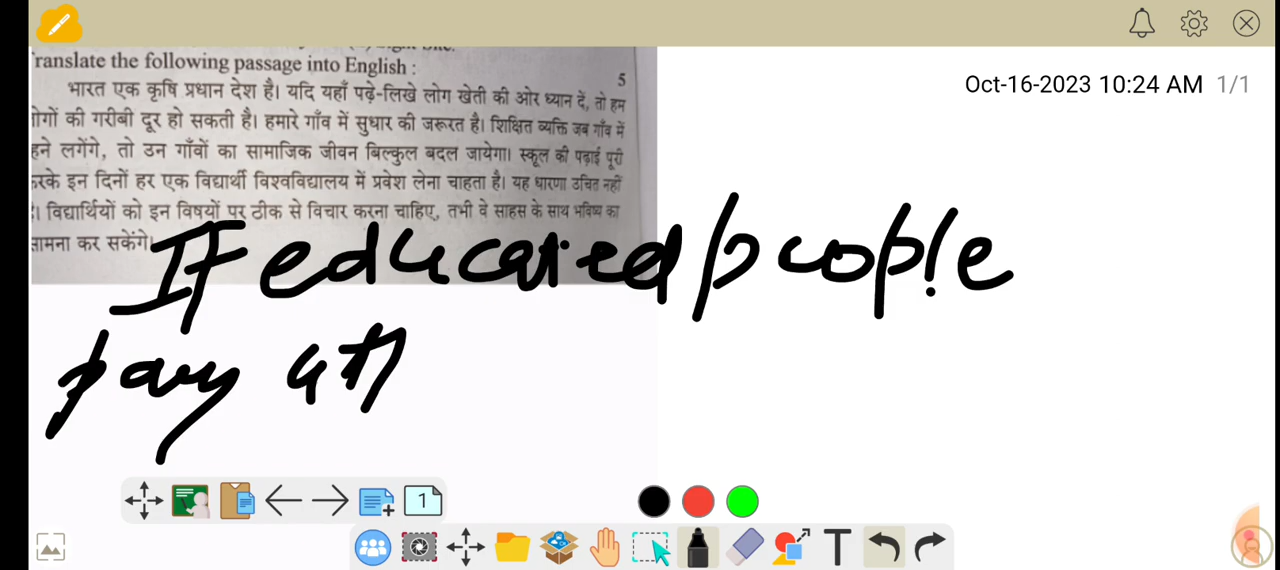 Translate the following passage into English :
5
भारत एक कृषि प्रधान देश है। यदि यहाँ पढ़े-लिखे लोग खेती की ओर ध्यान दें, तो हम
लोगों की गरीबी दूर हो सकती है। हमारे गाँव में सुधार की जरूरत है। शिक्षित व्यक्ति जब गाँव में
रहने लगेंगे, तो उन गाँवों का सामाजिक जीवन बिल्कुल बदल जायेगा। स्कूल की पढ़ाई पूरी
करके इन दिनों हर एक विद्यार्थी विश्वविद्यालय में प्रवेश लेना चाहता है। यह धारणा उचित नहीं
है। विद्यार्थियों को इन विषयों पर ठीक से विचार करना चाहिए, तभी वे साहस के साथ भविष्य का
सामना कर सकेंगे।
Oct-16-2023 10:24 AM 1/1
If educated people
pay att
1
T